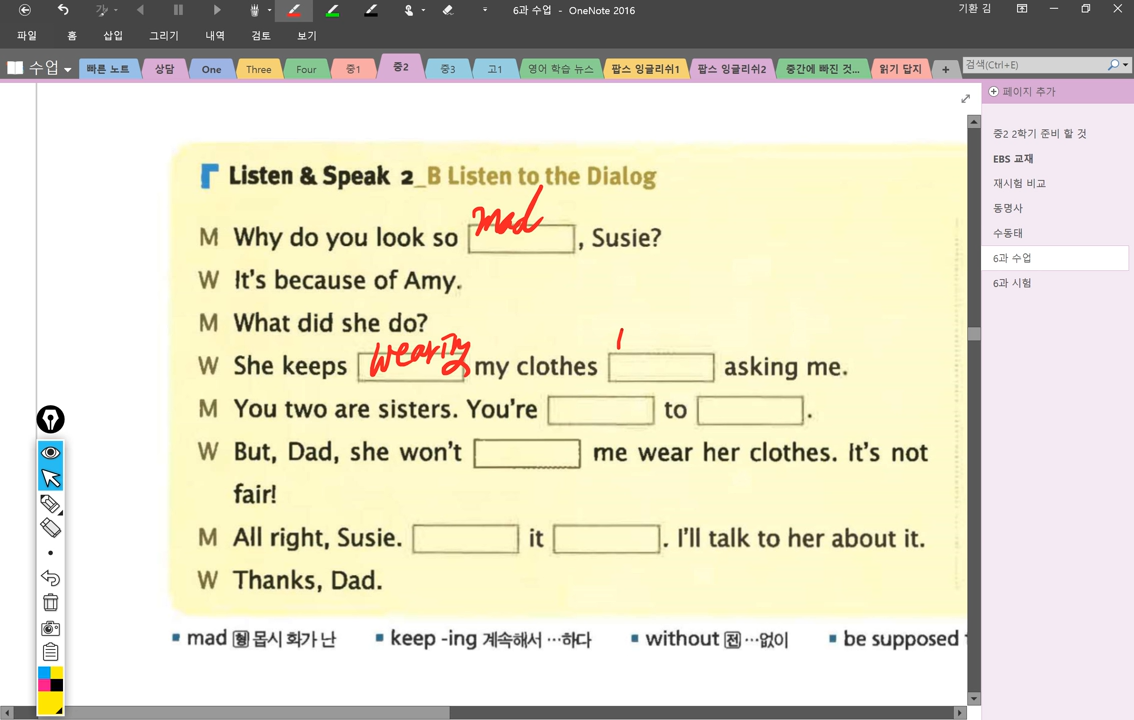 6과 수업 - OneNote 2016
기환 김
파일 홈 삽입 그리기 내역 검토 보기
수업 빠른 노트 상담 One Three Four 중1 중2 중3 고1 영어 학습 뉴스 팝스 잉글리쉬1 팝스 잉글리쉬2 중간에 빠진 것... 읽기 답지 + 검색(Ctrl+E)
페이지 추가
중2 2학기 준비 할 것
EBS 교재
재시험 비교
동명사
수동태
6과 수업
6과 시험
Listen & Speak 2_B Listen to the Dialog
M Why do you look so mad, Susie?
W It's because of Amy.
M What did she do?
W She keeps wearing my clothes asking me.
M You two are sisters. You're to .
W But, Dad, she won't me wear her clothes. It's not
fair!
M All right, Susie. it . I'll talk to her about it.
W Thanks, Dad.
mad 형 몹시 화가 난 keep -ing 계속해서 …하다 without 전 …없이 be supposed